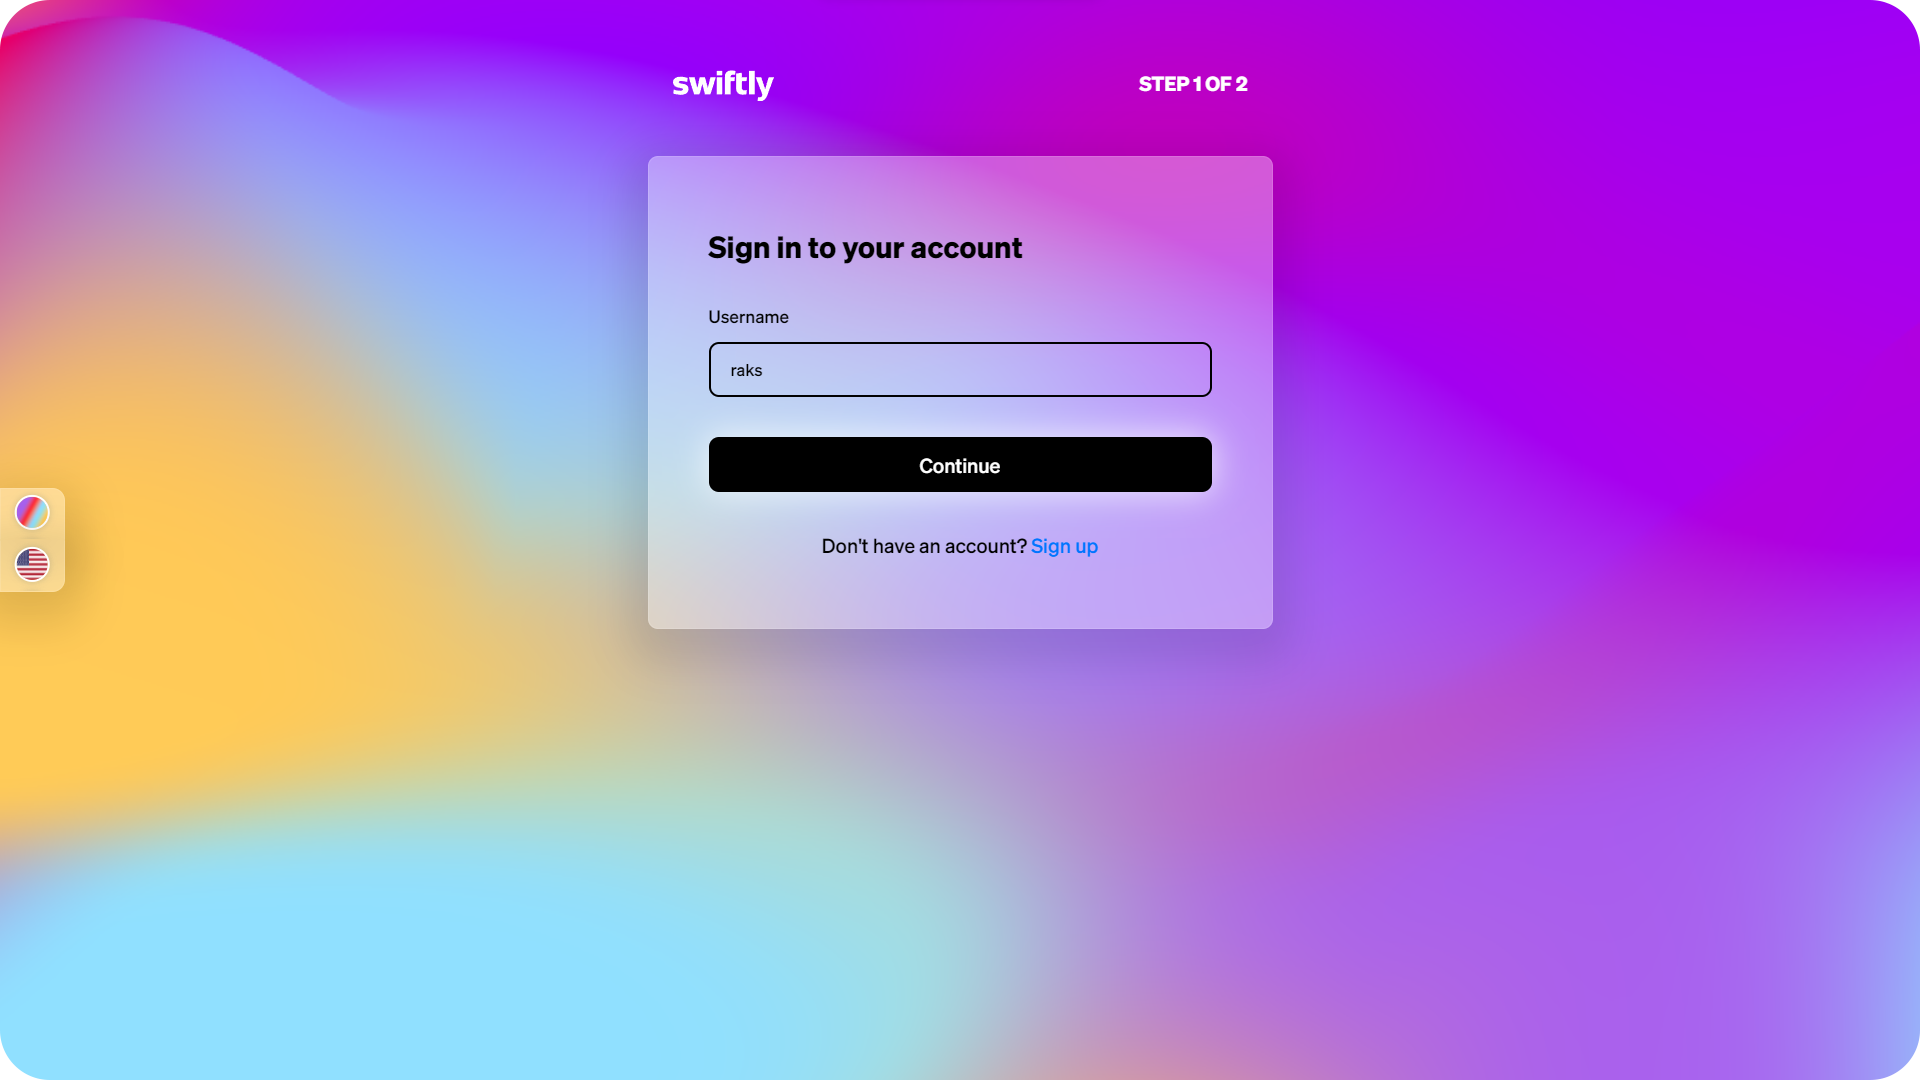 swiftly
STEP 1 OF 2
Sign in to your account
Username
raks
Continue
Don't have an account? Sign up